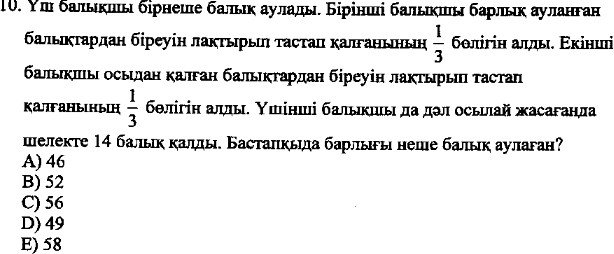 10. Үш балықшы бірнеше балық аулады. Бірінші балықшы барлық ауланған
балықтардан біреуін лақтырып тастап қалғанының 1/3 бөлігін алды. Екінші
балықшы осыдан қалған балықтардан біреуін лақтырып тастап
қалғанының 1/3 бөлігін алды. Үшінші балықшы да дәл осылай жасағанда
шелекте 14 балық қалды. Бастапқыда барлығы неше балық аулаған?
A) 46
B) 52
C) 56
D) 49
E) 58